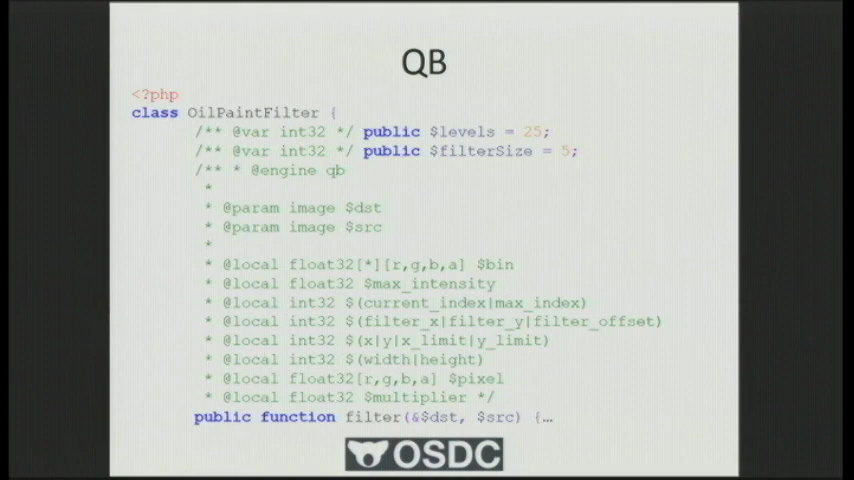 QB
<?php
class OilPaintFilter {
/** @var int32 */ public $levels = 25;
/** @var int32 */ public $filterSize = 5;
/** * @engine qb
*
* @param image $dst
* @param image $src
*
* @local float32[*][r,g,b,a] $bin
* @local float32 $max_intensity
* @local int32 $(current_index|max_index)
* @local int32 $(filter_x|filter_y|filter_offset)
* @local int32 $(x|y|x_limit|y_limit)
* @local int32 $(width|height)
* @local float32[r,g,b,a] $pixel
* @local float32 $multiplier */
public function filter(&$dst, $src) {…
OSDC